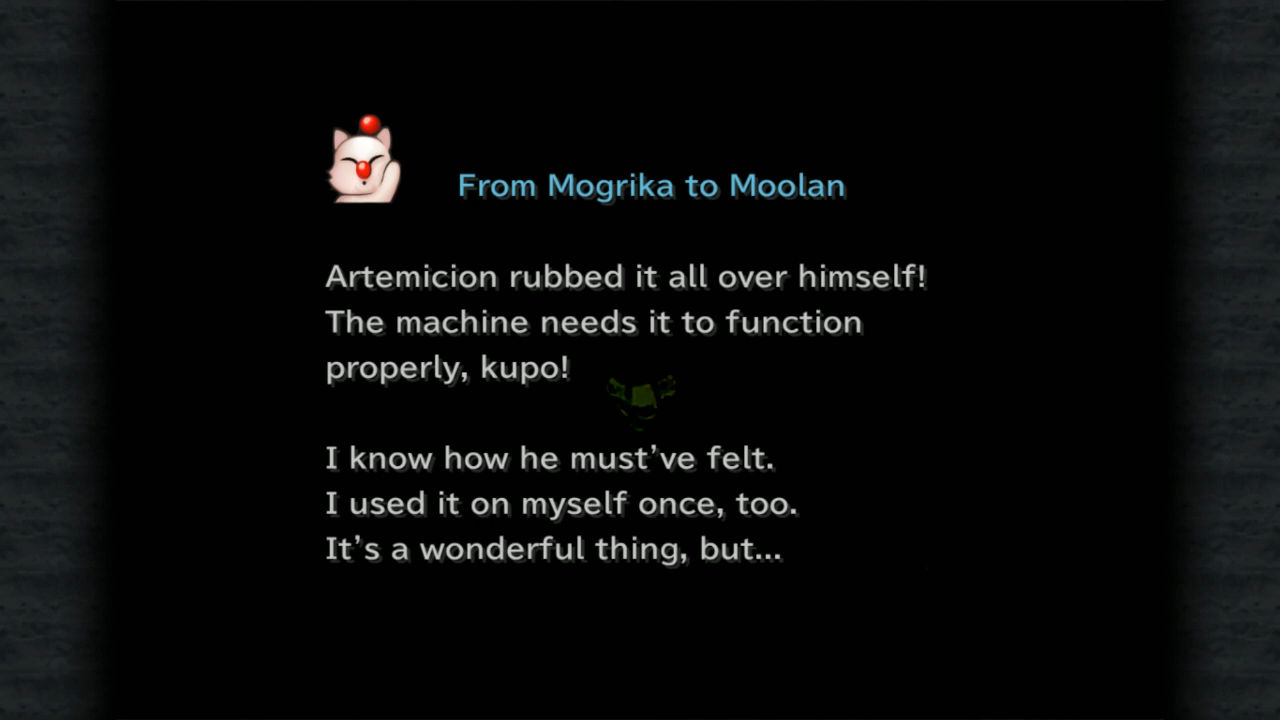 From Mogrika to Moolan
Artemicion rubbed it all over himself!
The machine needs it to function
properly, kupo!
I know how he must’ve felt.
I used it on myself once, too.
It’s a wonderful thing, but...